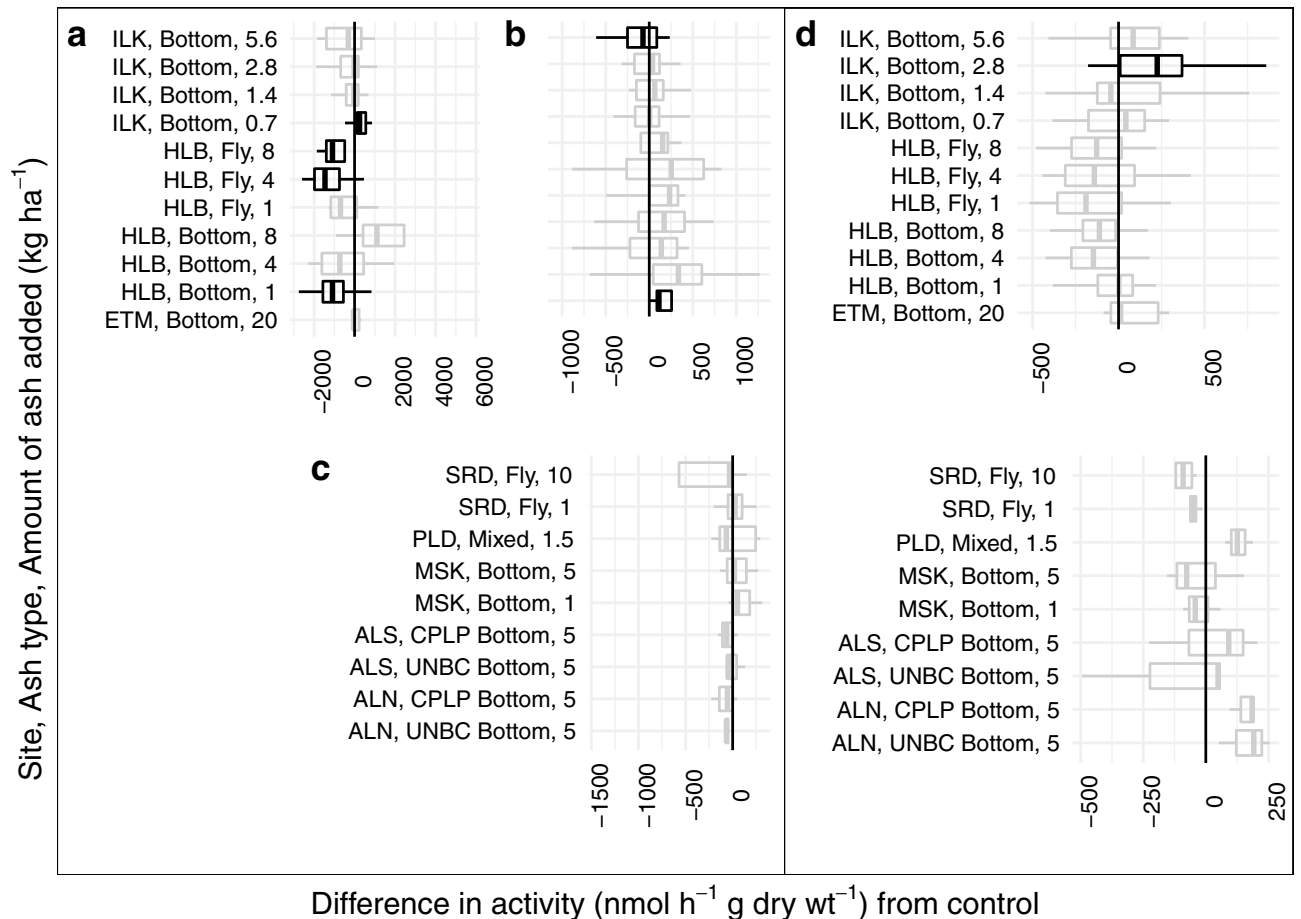 Site, Ash type, Amount of ash added (kg ha⁻¹)
a
ILK, Bottom, 5.6
ILK, Bottom, 2.8
ILK, Bottom, 1.4
ILK, Bottom, 0.7
HLB, Fly, 8
HLB, Fly, 4
HLB, Fly, 1
HLB, Bottom, 8
HLB, Bottom, 4
HLB, Bottom, 1
ETM, Bottom, 20
−2000 0 2000 4000 6000
b
−1000 −500 0 500 1000
c
SRD, Fly, 10
SRD, Fly, 1
PLD, Mixed, 1.5
MSK, Bottom, 5
MSK, Bottom, 1
ALS, CPLP Bottom, 5
ALS, UNBC Bottom, 5
ALN, CPLP Bottom, 5
ALN, UNBC Bottom, 5
−1500 −1000 −500 0
d
ILK, Bottom, 5.6
ILK, Bottom, 2.8
ILK, Bottom, 1.4
ILK, Bottom, 0.7
HLB, Fly, 8
HLB, Fly, 4
HLB, Fly, 1
HLB, Bottom, 8
HLB, Bottom, 4
HLB, Bottom, 1
ETM, Bottom, 20
−500 0 500
SRD, Fly, 10
SRD, Fly, 1
PLD, Mixed, 1.5
MSK, Bottom, 5
MSK, Bottom, 1
ALS, CPLP Bottom, 5
ALS, UNBC Bottom, 5
ALN, CPLP Bottom, 5
ALN, UNBC Bottom, 5
−500 −250 0 250
Difference in activity (nmol h⁻¹ g dry wt⁻¹) from control